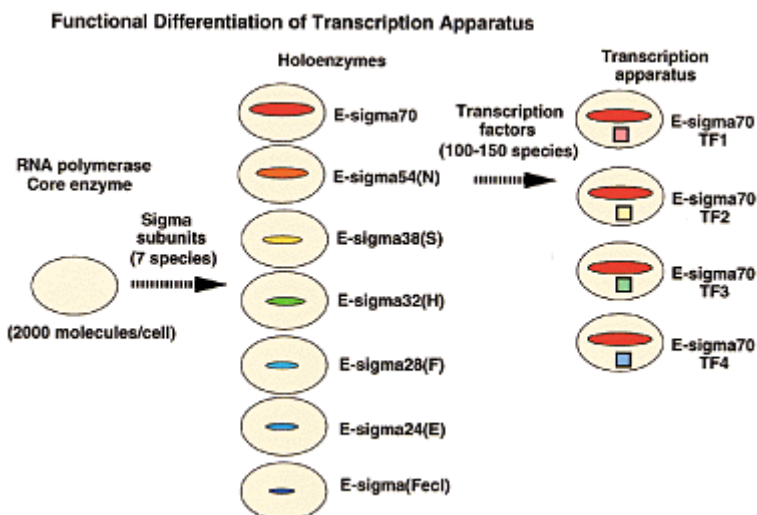 Functional Differentiation of Transcription Apparatus
Holoenzymes
Transcription
apparatus
E-sigma70
Transcription
factors
(100-150 species)
E-sigma70
TF1
RNA polymerase
Core enzyme
E-sigma54(N)
E-sigma70
TF2
Sigma
subunits
(7 species)
E-sigma38(S)
E-sigma70
TF3
(2000 molecules/cell)
E-sigma32(H)
E-sigma70
TF4
E-sigma28(F)
E-sigma24(E)
E-sigma(FecI)